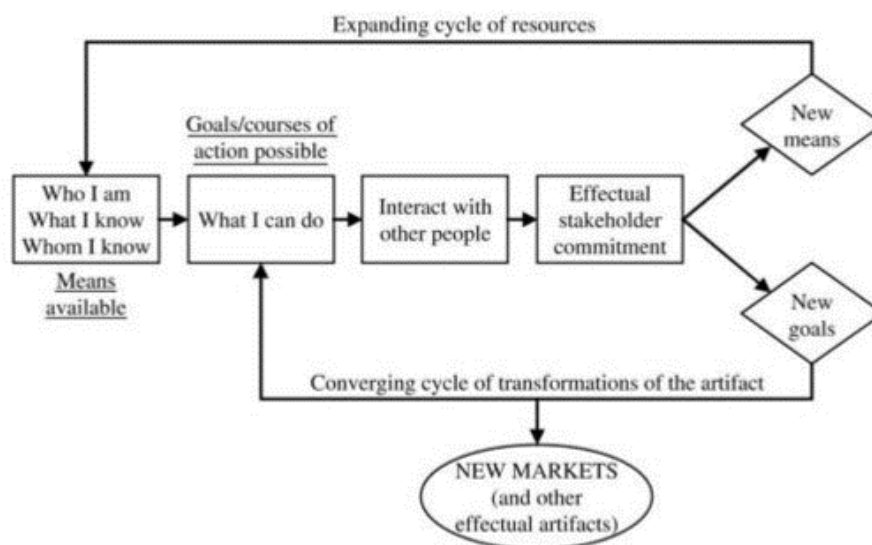 Expanding cycle of resources
New
means
Goals/courses of
action possible
Who I am
What I know
Whom I know
What I can do
Interact with
other people
Effectual
stakeholder
commitment
Means
available
New
goals
Converging cycle of transformations of the artifact
NEW MARKETS
(and other
effectual artifacts)